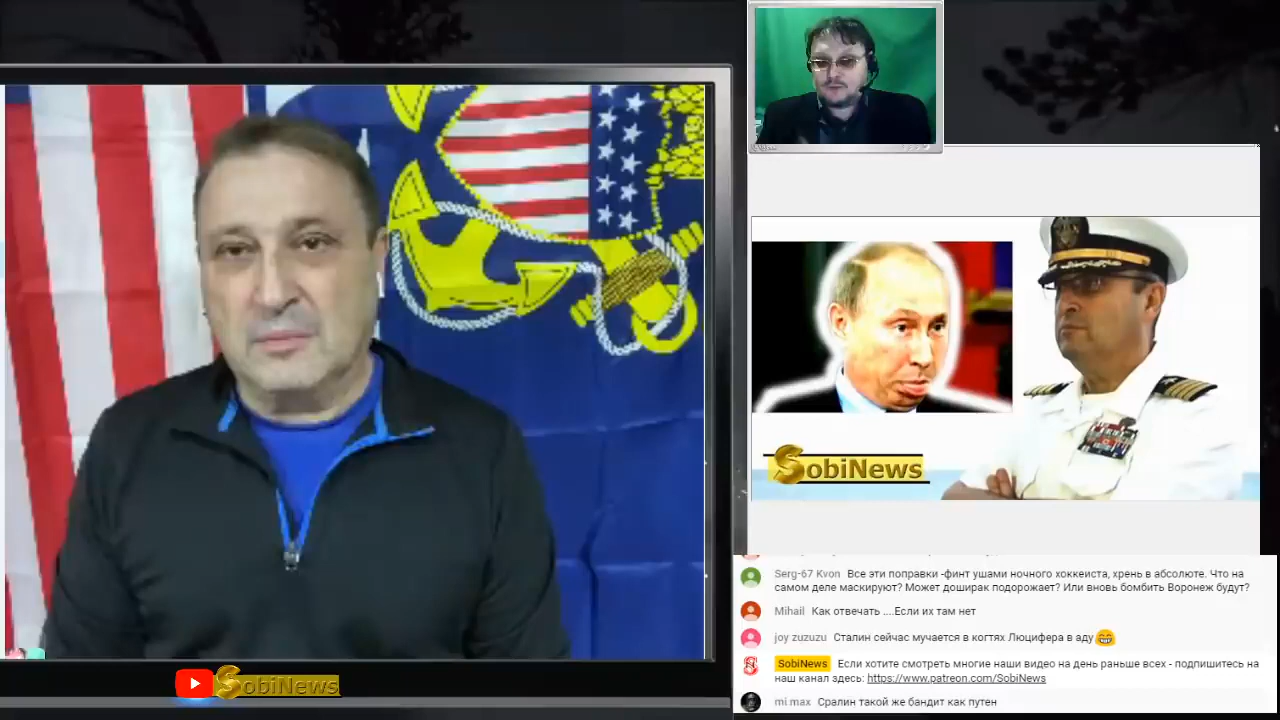 SobiNews
Serg-67 Kvon Все эти поправки -финт ушами ночного хоккеиста, хрень в абсолюте. Что на
самом деле маскируют? Может доширак подорожает? Или вновь бомбить Воронеж будут?
Mihail Как отвечать ....Если их там нет
joy zuzuzu Сталин сейчас мучается в когтях Люцифера в аду
SobiNews Если хотите смотреть многие наши видео на день раньше всех - подпишитесь на
наш канал здесь: https://www.patreon.com/SobiNews
mi max Сралин такой же бандит как путен
SobiNews